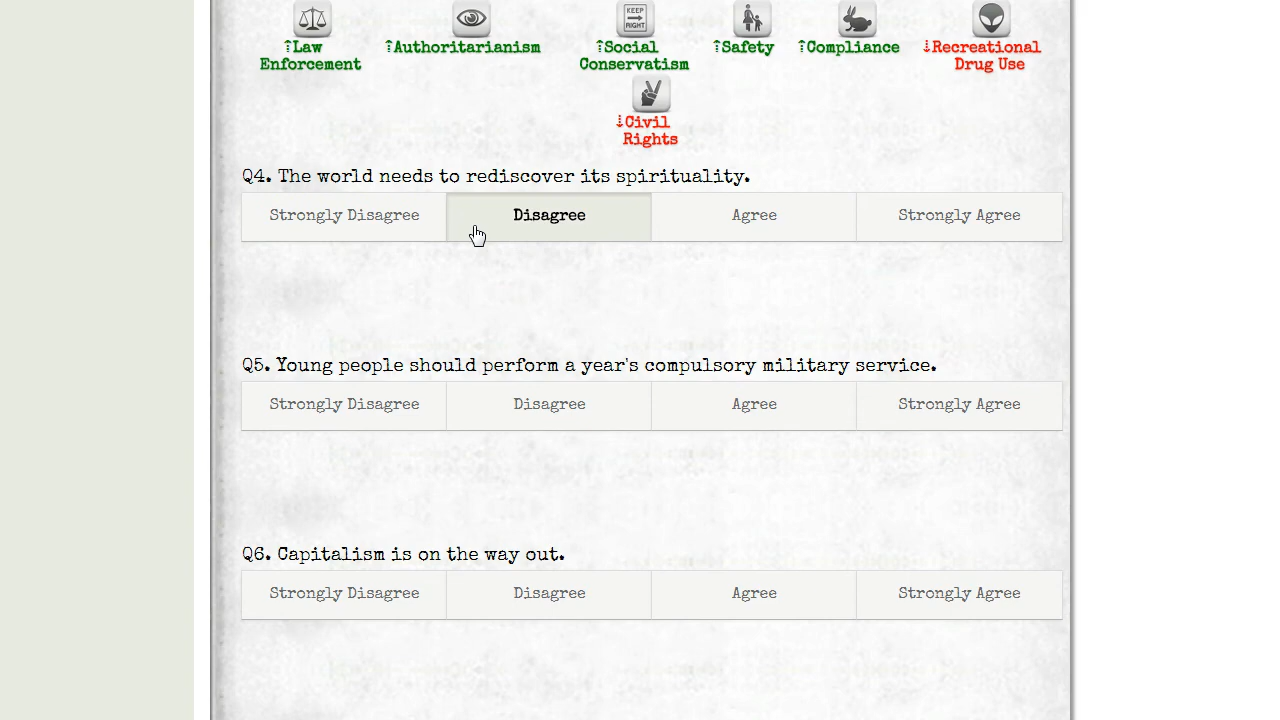 KEEP
RIGHT
⇡Law Enforcement
⇡Authoritarianism
⇡Social Conservatism
⇡Safety
⇡Compliance
⇣Recreational Drug Use
⇣Civil Rights
Q4. The world needs to rediscover its spirituality.
Strongly Disagree Disagree Agree Strongly Agree
Q5. Young people should perform a year's compulsory military service.
Strongly Disagree Disagree Agree Strongly Agree
Q6. Capitalism is on the way out.
Strongly Disagree Disagree Agree Strongly Agree